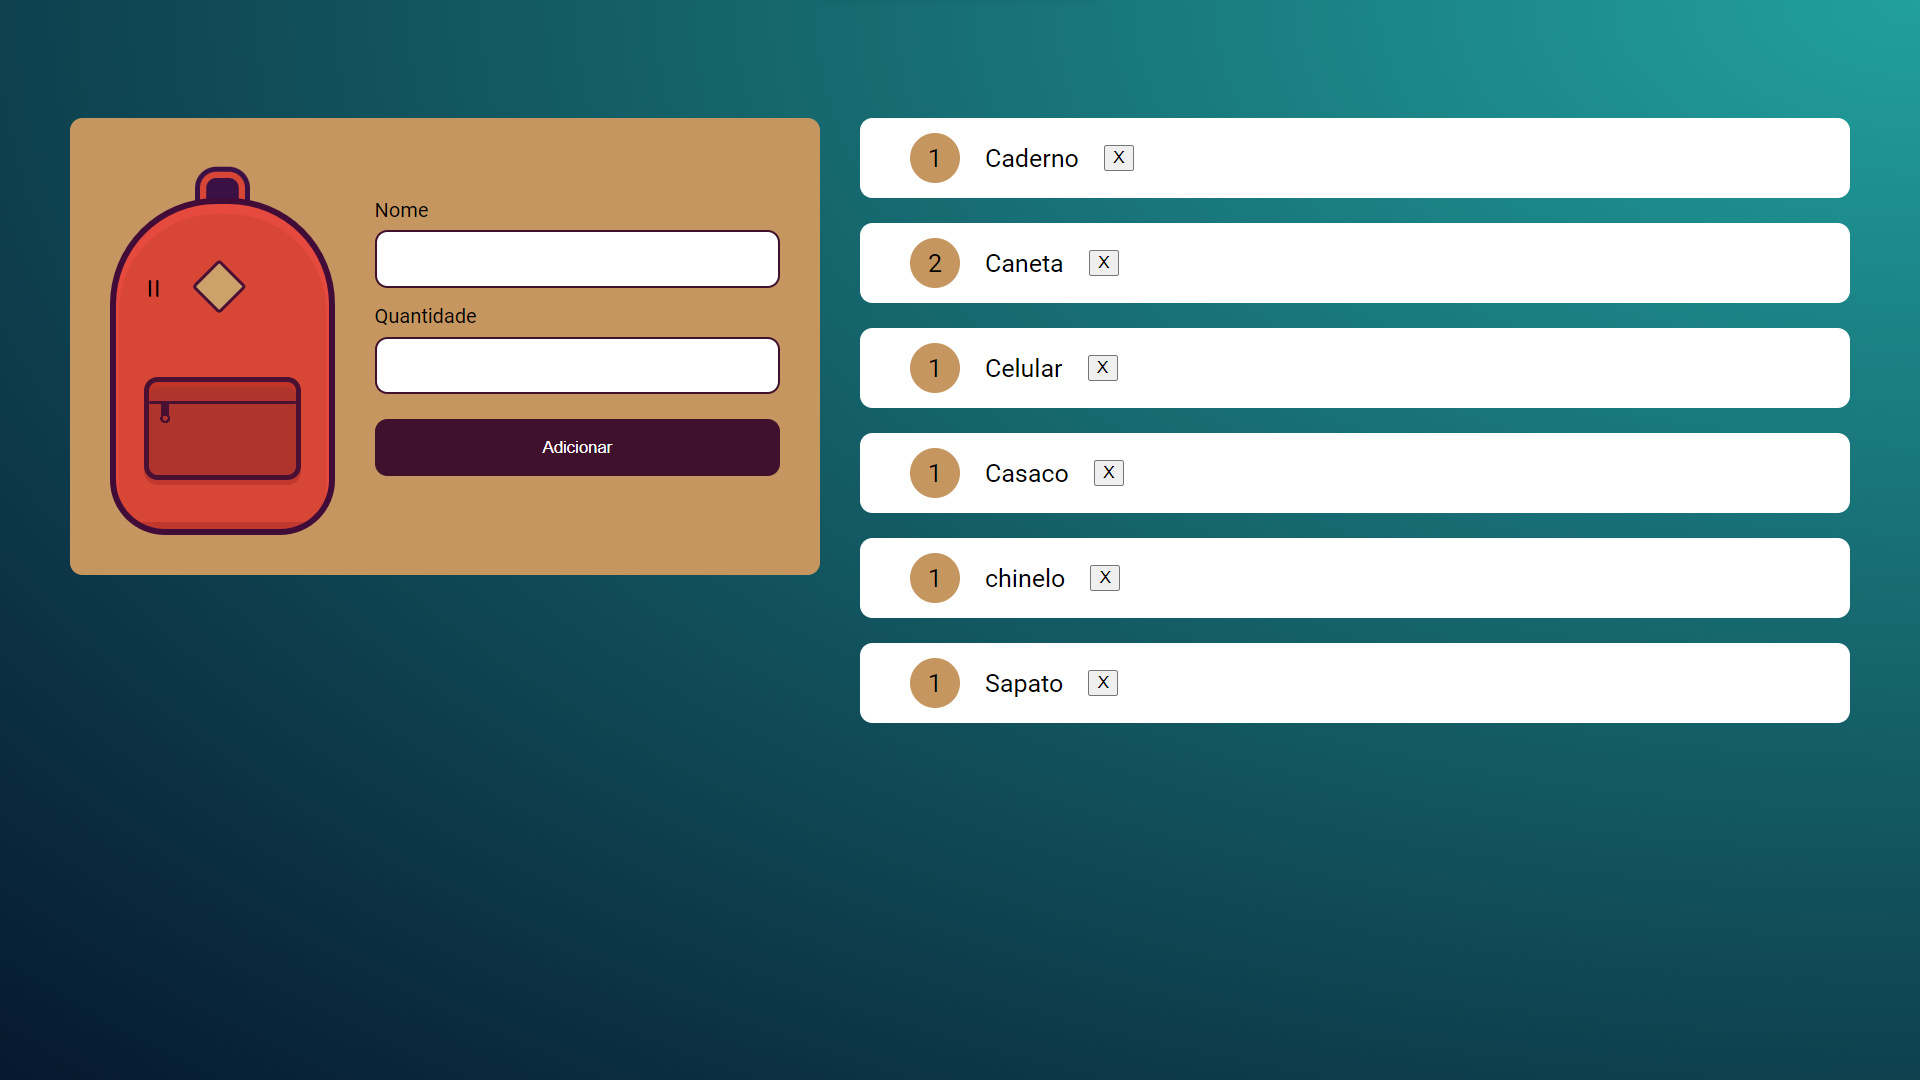 Nome
Quantidade
Adicionar
1 Caderno X
2 Caneta X
1 Celular X
1 Casaco X
1 chinelo X
1 Sapato X